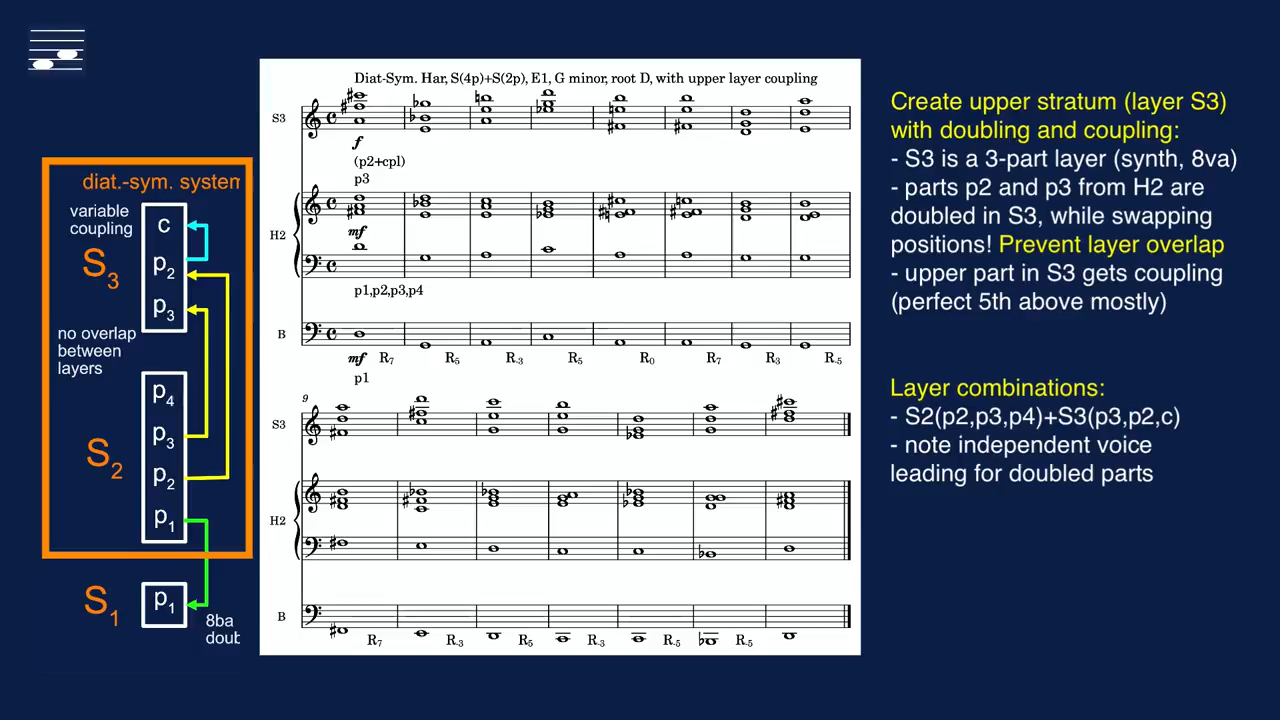 diat.-sym. system
variable
coupling
c
S3
p2
p3
no overlap
between
layers
p4
p3
S2
p2
p1
S1
p1
8ba
doub
Diat-Sym. Har, S(4p)+S(2p), E1, G minor, root D, with upper layer coupling
S3
f
(p2+cpl)
p3
H2
mf
p1,p2,p3,p4
B
mf R7 R5 R-3 R5 R0 R7 R3 R-5
p1
9
S3
H2
B
R7 R-3 R5 R-3 R-5 R-5
Create upper stratum (layer S3)
with doubling and coupling:
- S3 is a 3-part layer (synth, 8va)
- parts p2 and p3 from H2 are
doubled in S3, while swapping
positions! Prevent layer overlap
- upper part in S3 gets coupling
(perfect 5th above mostly)
Layer combinations:
- S2(p2,p3,p4)+S3(p3,p2,c)
- note independent voice
leading for doubled parts